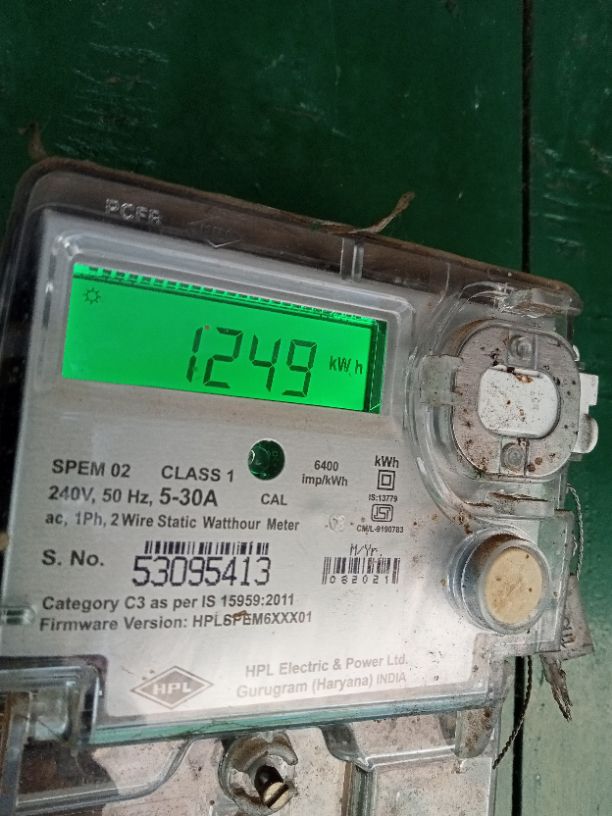 PCFR
1249 kWh
SPEM 02 CLASS 1
6400 imp/kWh
kWh
240V, 50 Hz, 5-30A CAL
IS:13779
ac, 1Ph, 2 Wire Static Watthour Meter
CM/L-9190783
S. No. 53095413
M/Yr.
082021
Category C3 as per IS 15959:2011
Firmware Version: HPLSPEM6XXX01
HPL
HPL Electric & Power Ltd.
Gurugram (Haryana) INDIA